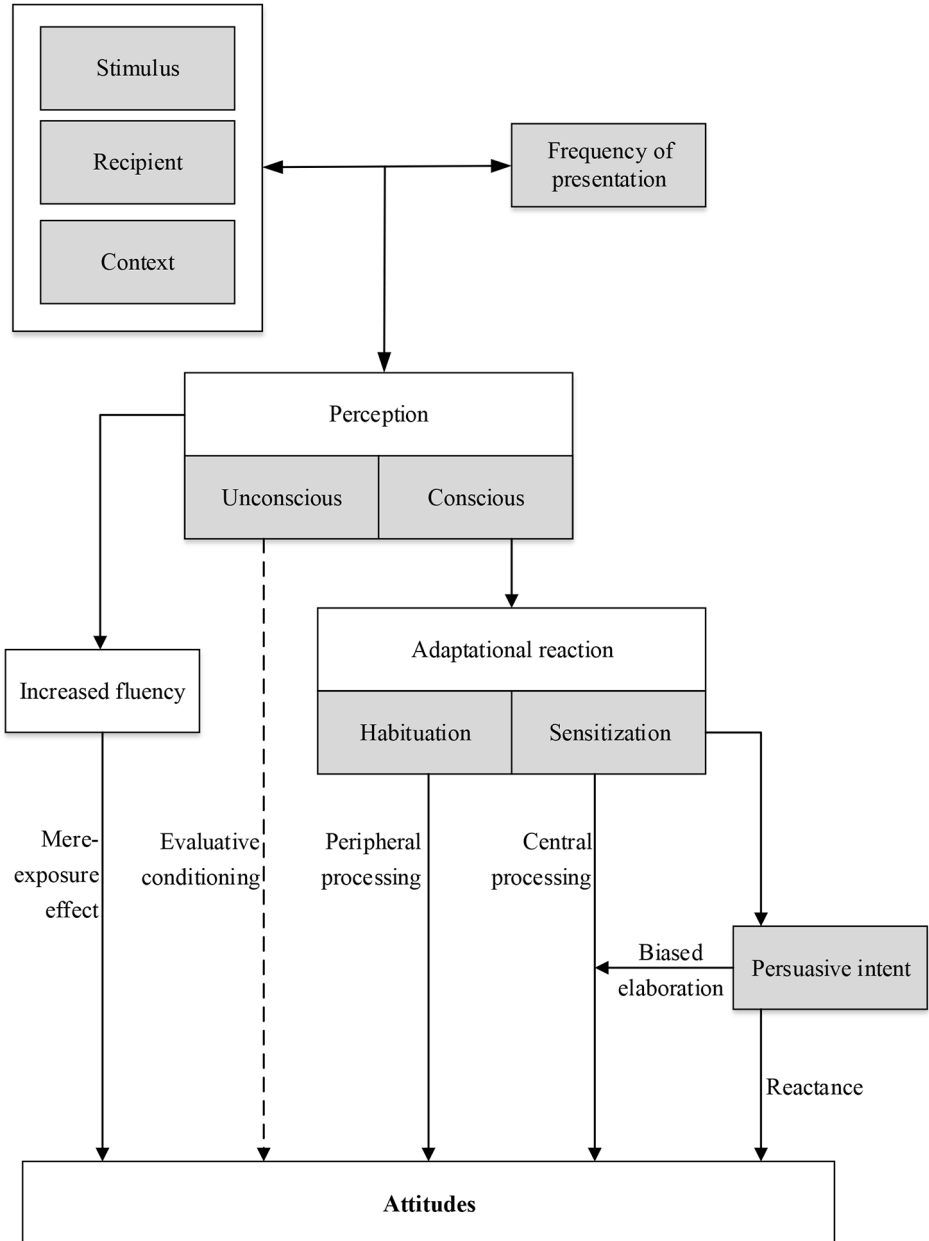 Stimulus
Recipient
Context
Frequency of
presentation
Perception
Unconscious
Conscious
Adaptational reaction
Increased fluency
Habituation
Sensitization
Mere-
exposure
effect
Evaluative
conditioning
Peripheral
processing
Central
processing
Biased
elaboration
Persuasive intent
Reactance
Attitudes